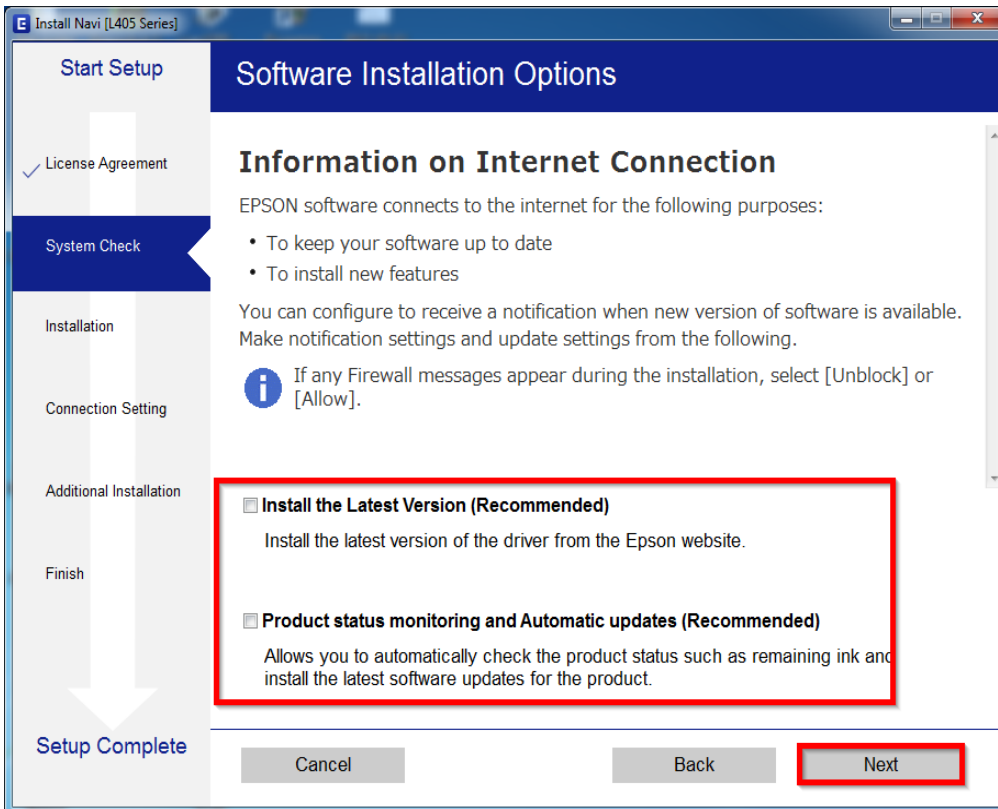 E Install Navi [L405 Series]
Start Setup
Software Installation Options
License Agreement
System Check
Installation
Connection Setting
Additional Installation
Finish
Setup Complete
Information on Internet Connection
EPSON software connects to the internet for the following purposes:
• To keep your software up to date
• To install new features
You can configure to receive a notification when new version of software is available.
Make notification settings and update settings from the following.
i If any Firewall messages appear during the installation, select [Unblock] or
[Allow].
Install the Latest Version (Recommended)
Install the latest version of the driver from the Epson website.
Product status monitoring and Automatic updates (Recommended)
Allows you to automatically check the product status such as remaining ink and
install the latest software updates for the product.
Cancel
Back
Next